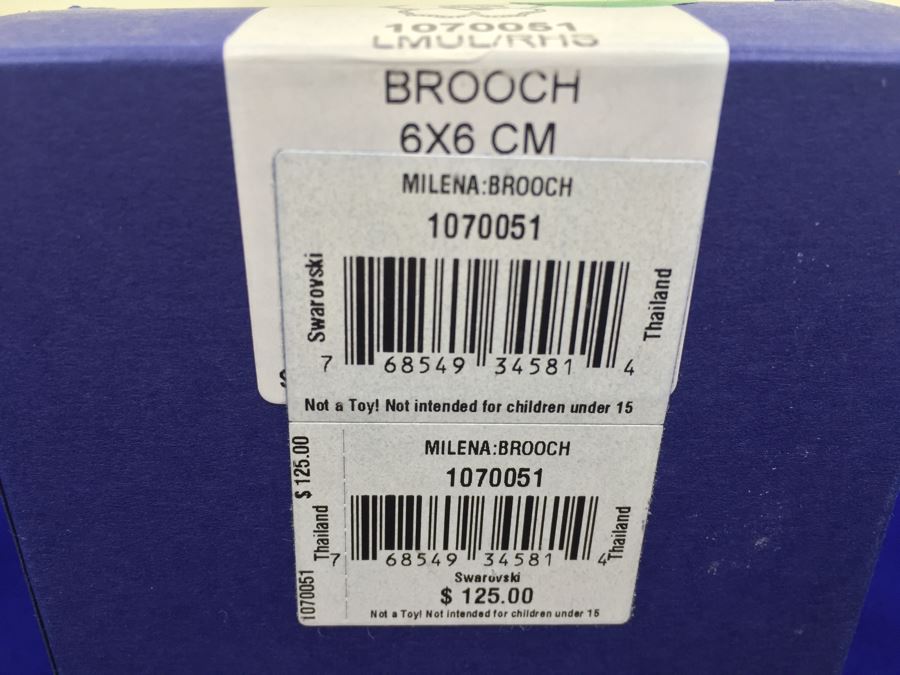 1070051
LMUL/RHS
BROOCH
6X6 CM
MILENA:BROOCH
1070051
Swarovski
Thailand
7 68549 34581 4
Not a Toy! Not intended for children under 15
$ 125.00
Thailand
1070051
MILENA:BROOCH
1070051
7 68549 34581 4
Thailand
Swarovski
$ 125.00
Not a Toy! Not intended for children under 15